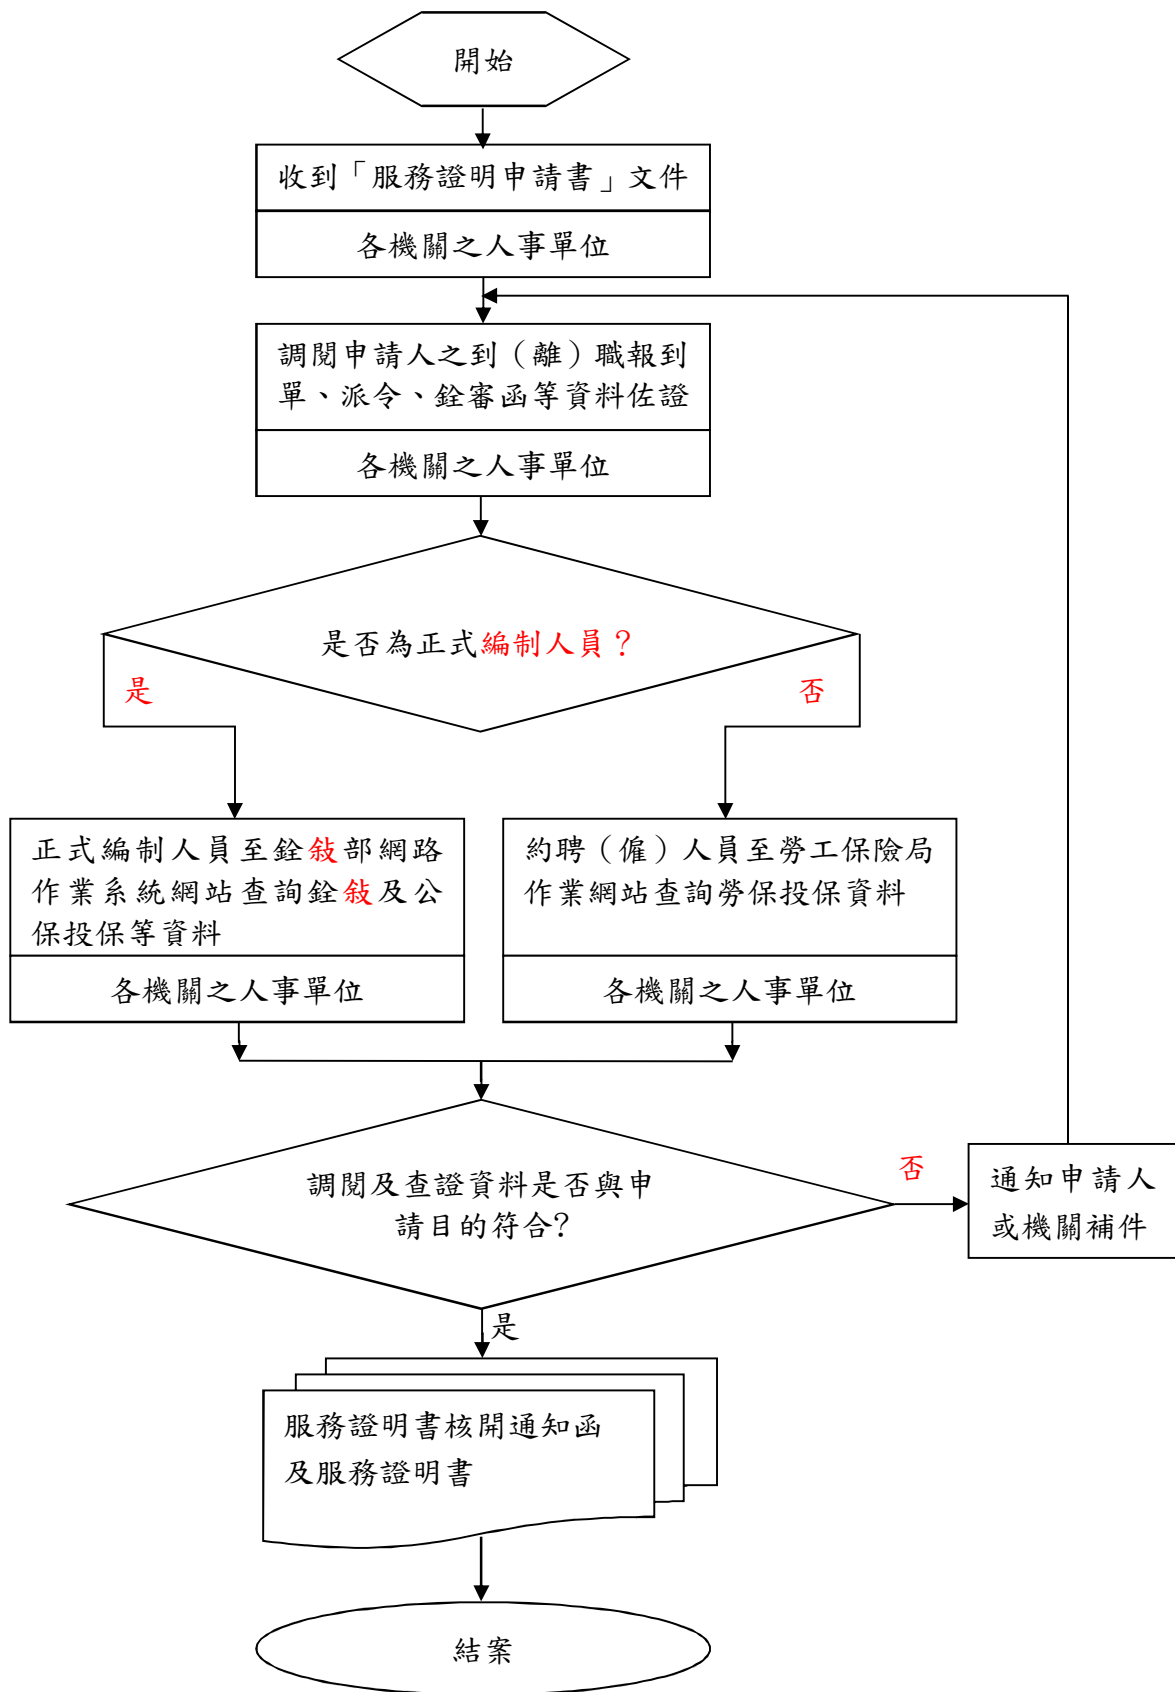 開始
收到「服務證明申請書」文件
各機關之人事單位
調閱申請人之到（離）職報到
單、派令、銓審函等資料佐證
各機關之人事單位
是否為正式編制人員？
是
否
正式編制人員至銓敍部網路
作業系統網站查詢銓敍及公
保投保等資料
各機關之人事單位
約聘（僱）人員至勞工保險局
作業網站查詢勞保投保資料
各機關之人事單位
調閱及查證資料是否與申
請目的符合?
否
通知申請人
或機關補件
是
服務證明書核開通知函
及服務證明書
結案